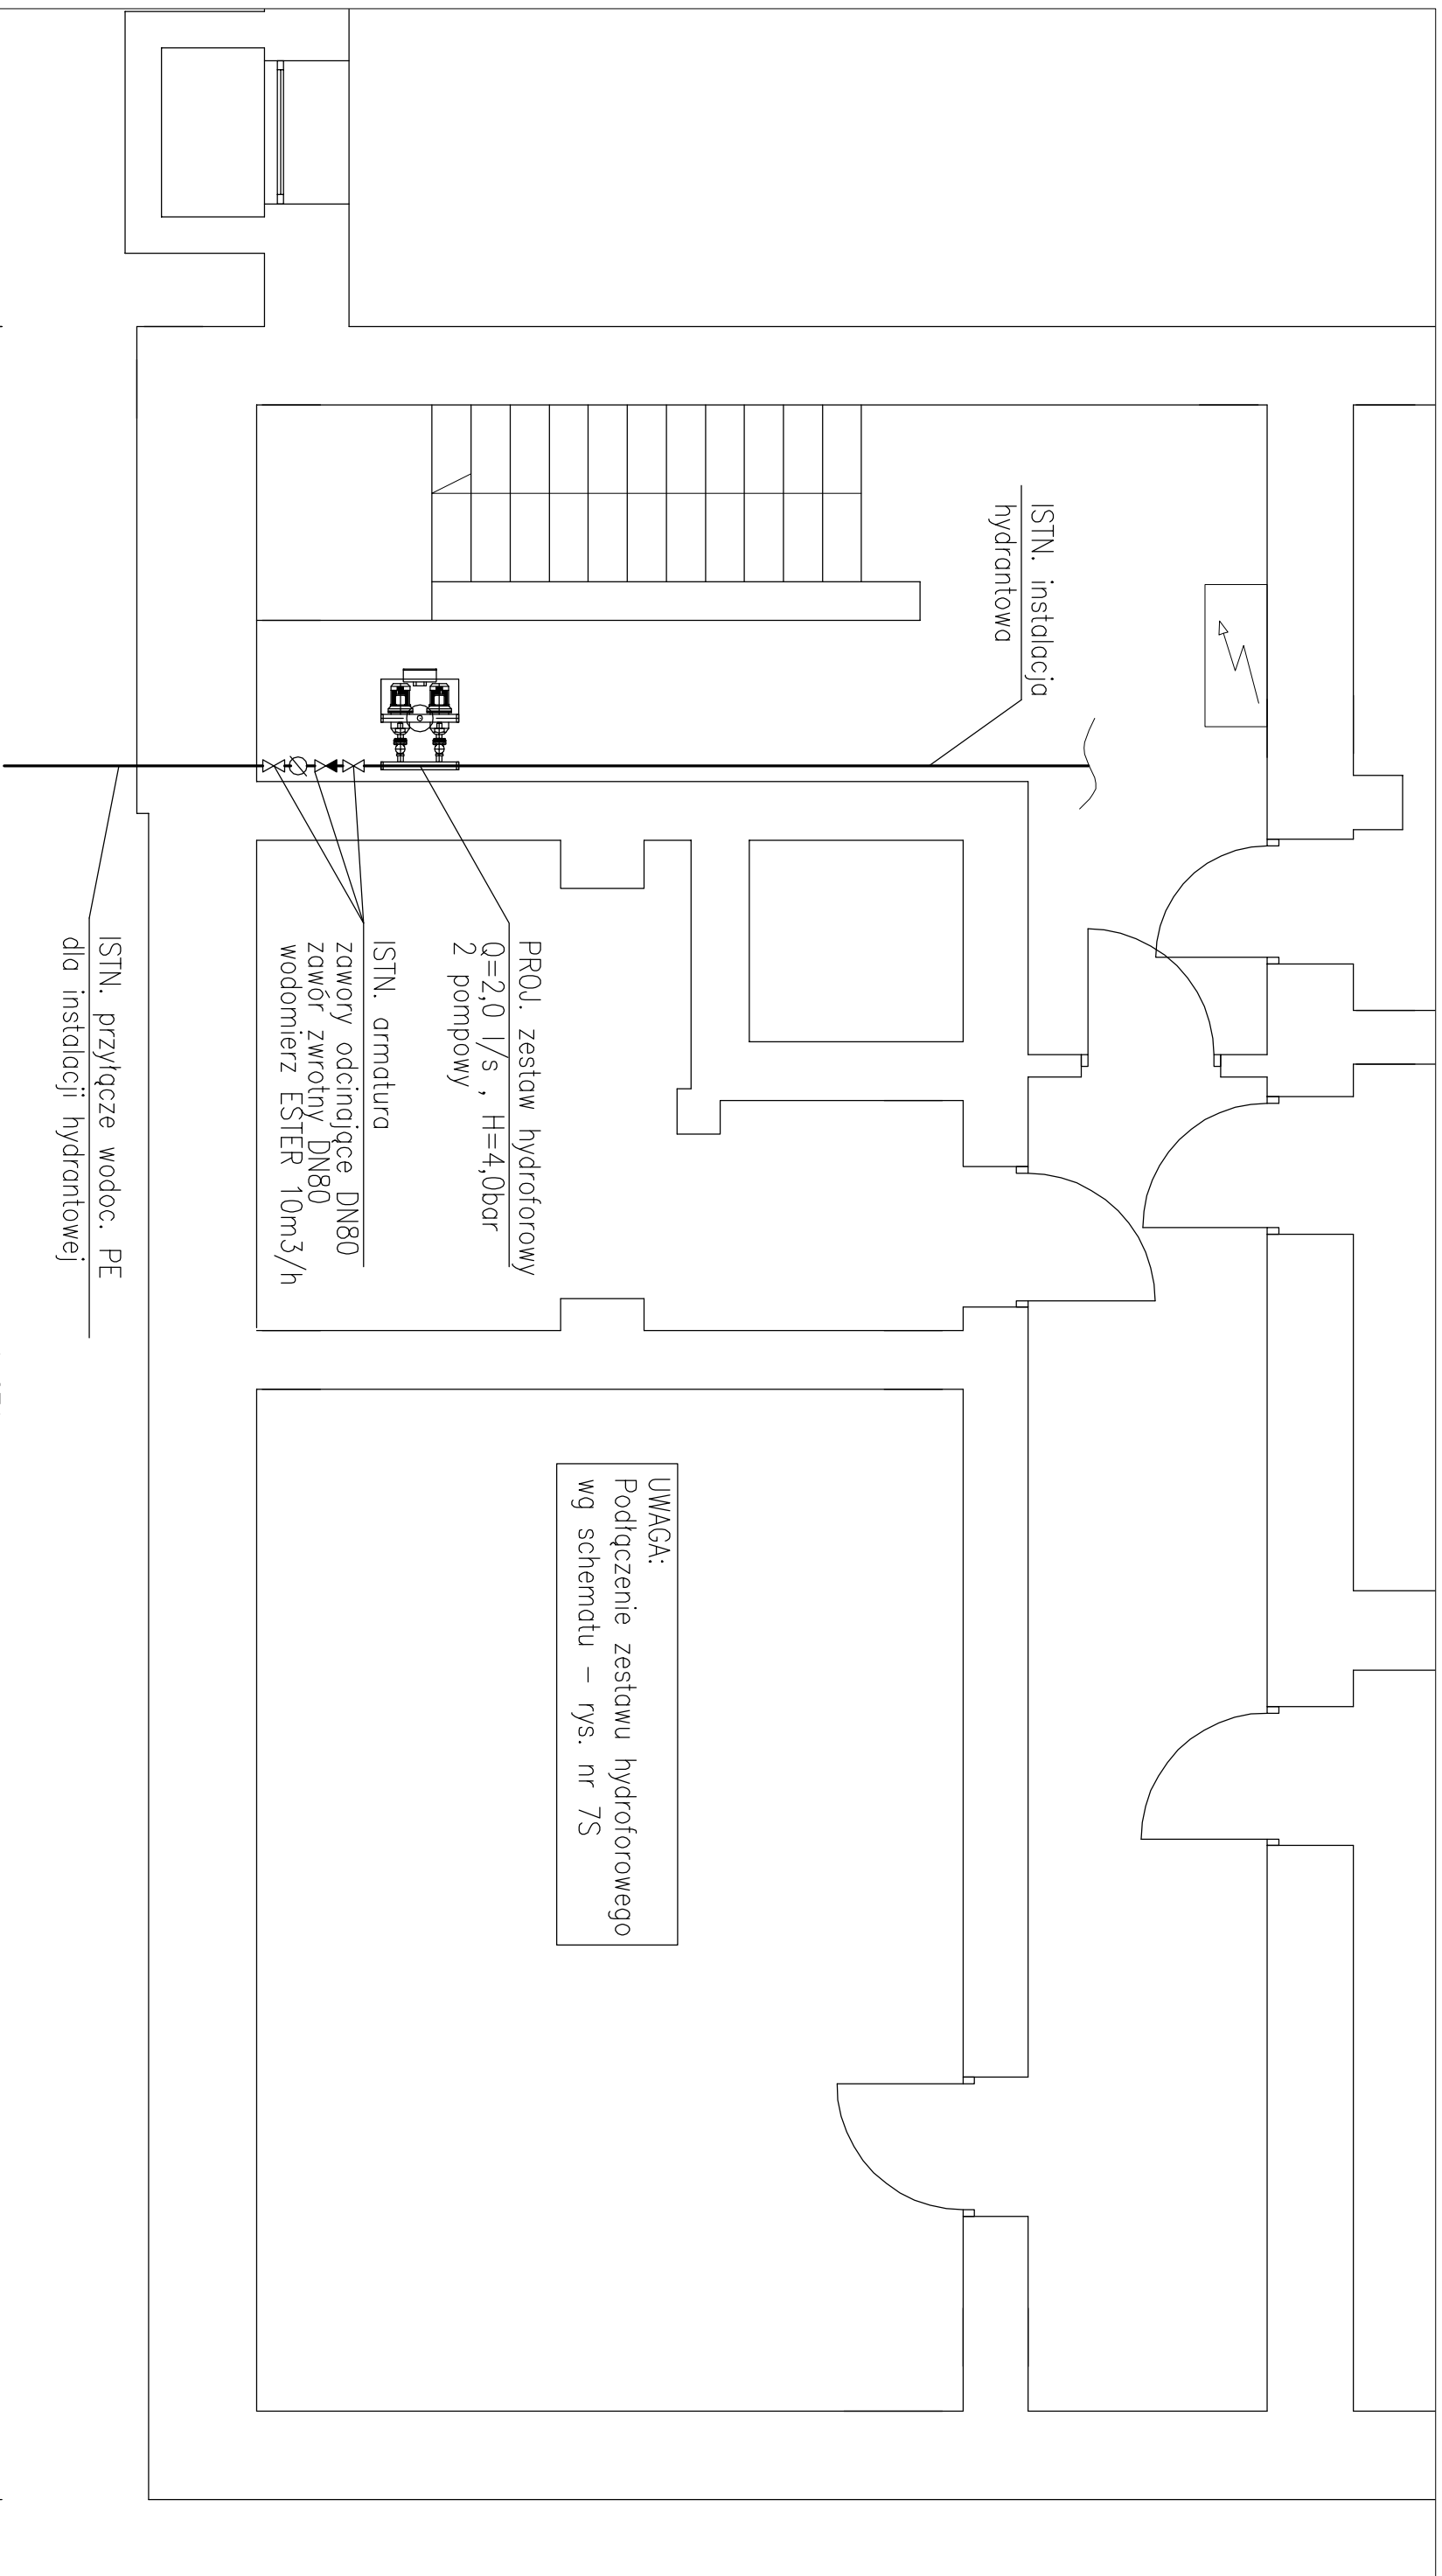 ISTN. instalacja
hydrantowa
PROJ. zestaw hydroforowy
Q=2,0 l/s , H=4,0bar
2 pompowy
ISTN. armatura
zawory odcinające DN80
zawór zwrotny DN80
wodomierz ESTER 10m3/h
ISTN. przyłącze wodoc. PE
dla instalacji hydrantowej
UWAGA:
Podłączenie zestawu hydroforowego
wg schematu - rys. nr 7S